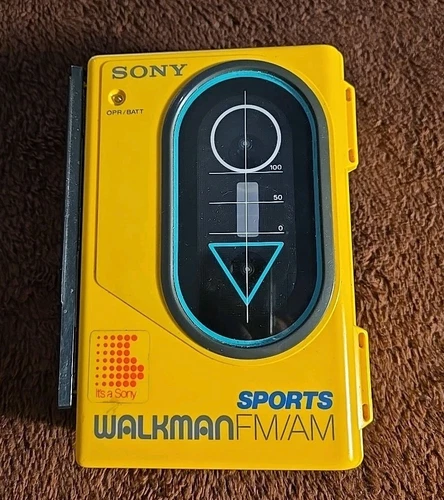 SONY
OPR/BATT
100
50
0
It's a Sony
SPORTS
WALKMAN FM/AM